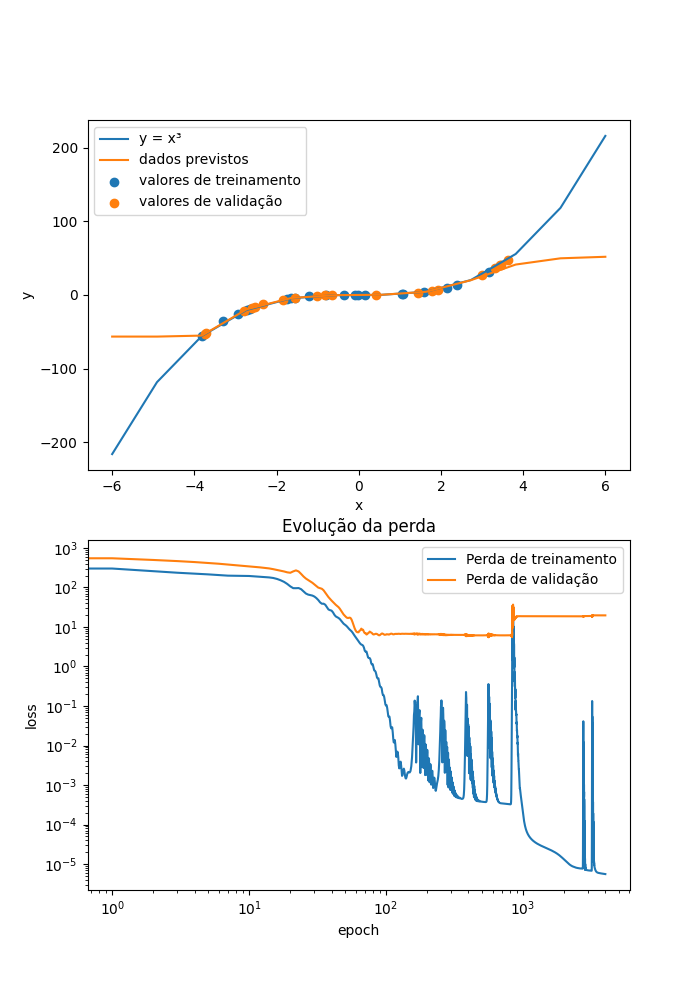 y = x³
dados previstos
valores de treinamento
valores de validação
200
100
0
−100
−200
y
−6 −4 −2 0 2 4 6
x
Evolução da perda
Perda de treinamento
Perda de validação
10³
10²
10¹
10⁰
10⁻¹
10⁻²
10⁻³
10⁻⁴
10⁻⁵
loss
10⁰ 10¹ 10² 10³
epoch